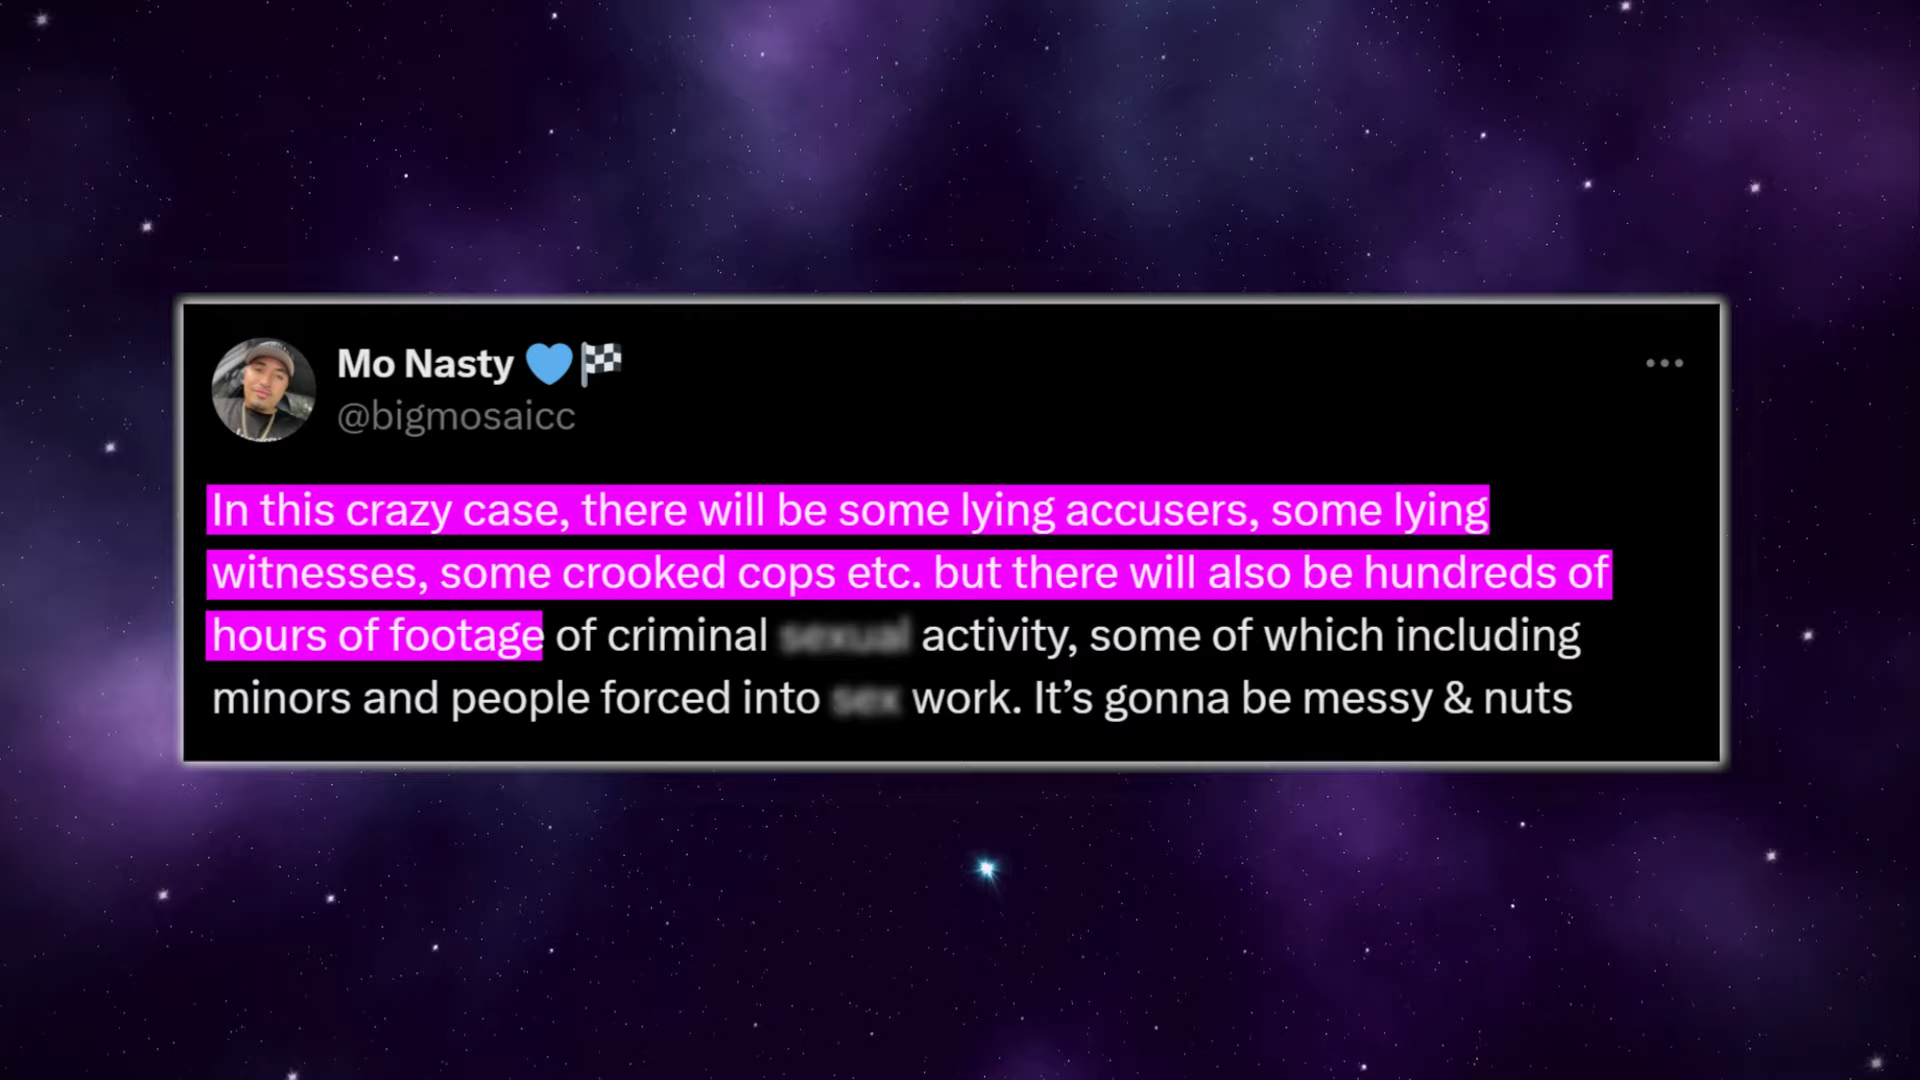 Mo Nasty 💙🏁
@bigmosaicc
In this crazy case, there will be some lying accusers, some lying
witnesses, some crooked cops etc. but there will also be hundreds of
hours of footage of criminal sexual activity, some of which including
minors and people forced into sex work. It’s gonna be messy & nuts